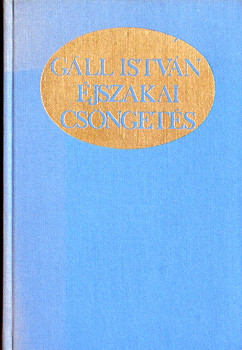 GÁLL ISTVÁN
ÉJSZAKAI
CSÖNGETÉS